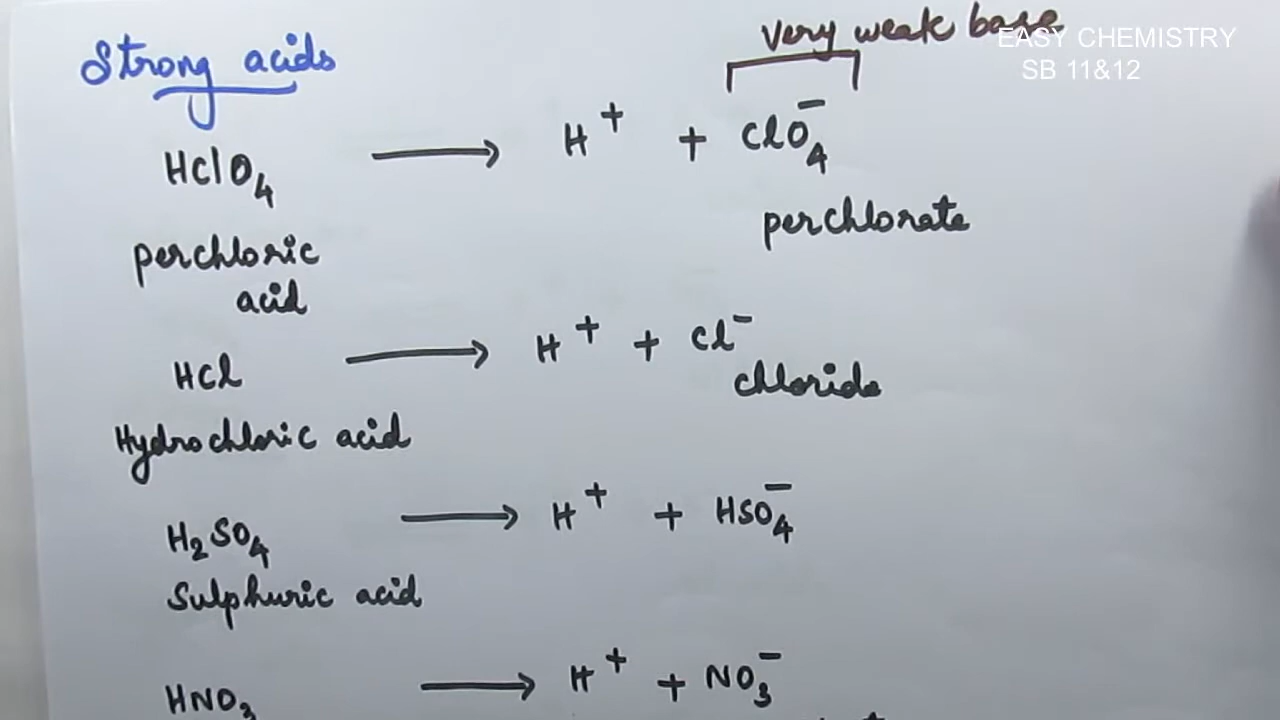 Very weak base
EASY CHEMISTRY
SB 11&12
Strong acids
HClO₄ ⟶ H⁺ + ClO₄⁻
perchlorate
perchloric
acid
HCl ⟶ H⁺ + Cl⁻
chloride
Hydrochloric acid
H₂SO₄ ⟶ H⁺ + HSO₄⁻
Sulphuric acid
HNO₃ ⟶ H⁺ + NO₃⁻